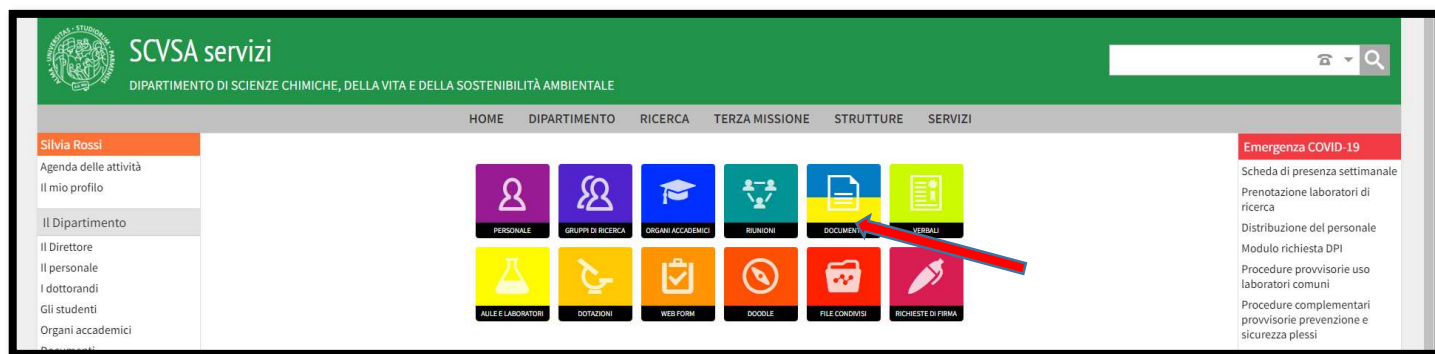 SCVSA servizi
DIPARTIMENTO DI SCIENZE CHIMICHE, DELLA VITA E DELLA SOSTENIBILITÀ AMBIENTALE
HOME DIPARTIMENTO RICERCA TERZA MISSIONE STRUTTURE SERVIZI
Silvia Rossi
Agenda delle attività
Il mio profilo
Il Dipartimento
Il Direttore
Il personale
I dottorandi
Gli studenti
Organi accademici
PERSONALE GRUPPI DI RICERCA ORGANI ACCADEMICI RIUNIONI VERBALI
AULE E LABORATORI DOTAZIONI WEB FORM DOODLE FILE CONDIVISI RICHIESTE DI FIRMA
Emergenza COVID-19
Scheda di presenza settimanale
Prenotazione laboratori di
ricerca
Distribuzione del personale
Modulo richiesta DPI
Procedure provvisorie uso
laboratori comuni
Procedure complementari
provvisorie prevenzione e
sicurezza plessi